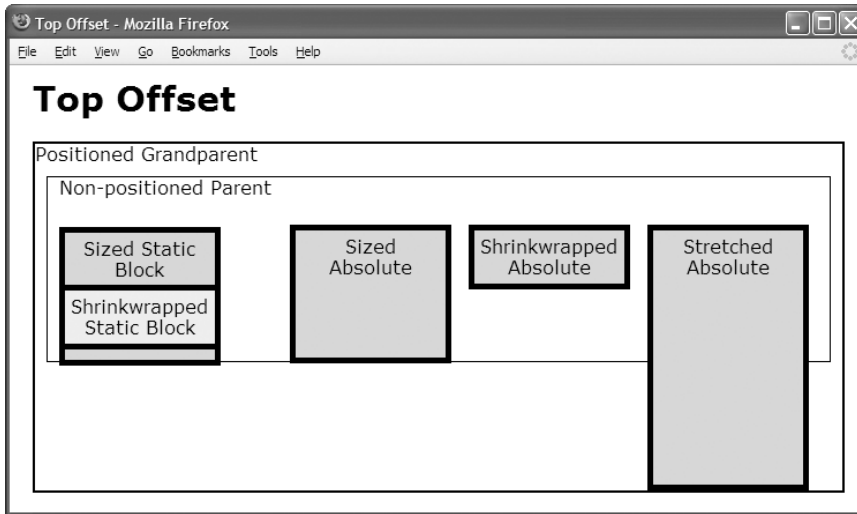 Top Offset - Mozilla Firefox
File Edit View Go Bookmarks Tools Help
Top Offset
Positioned Grandparent
Non-positioned Parent
Sized Static
Block
Shrinkwrapped
Static Block
Sized
Absolute
Shrinkwrapped
Absolute
Stretched
Absolute